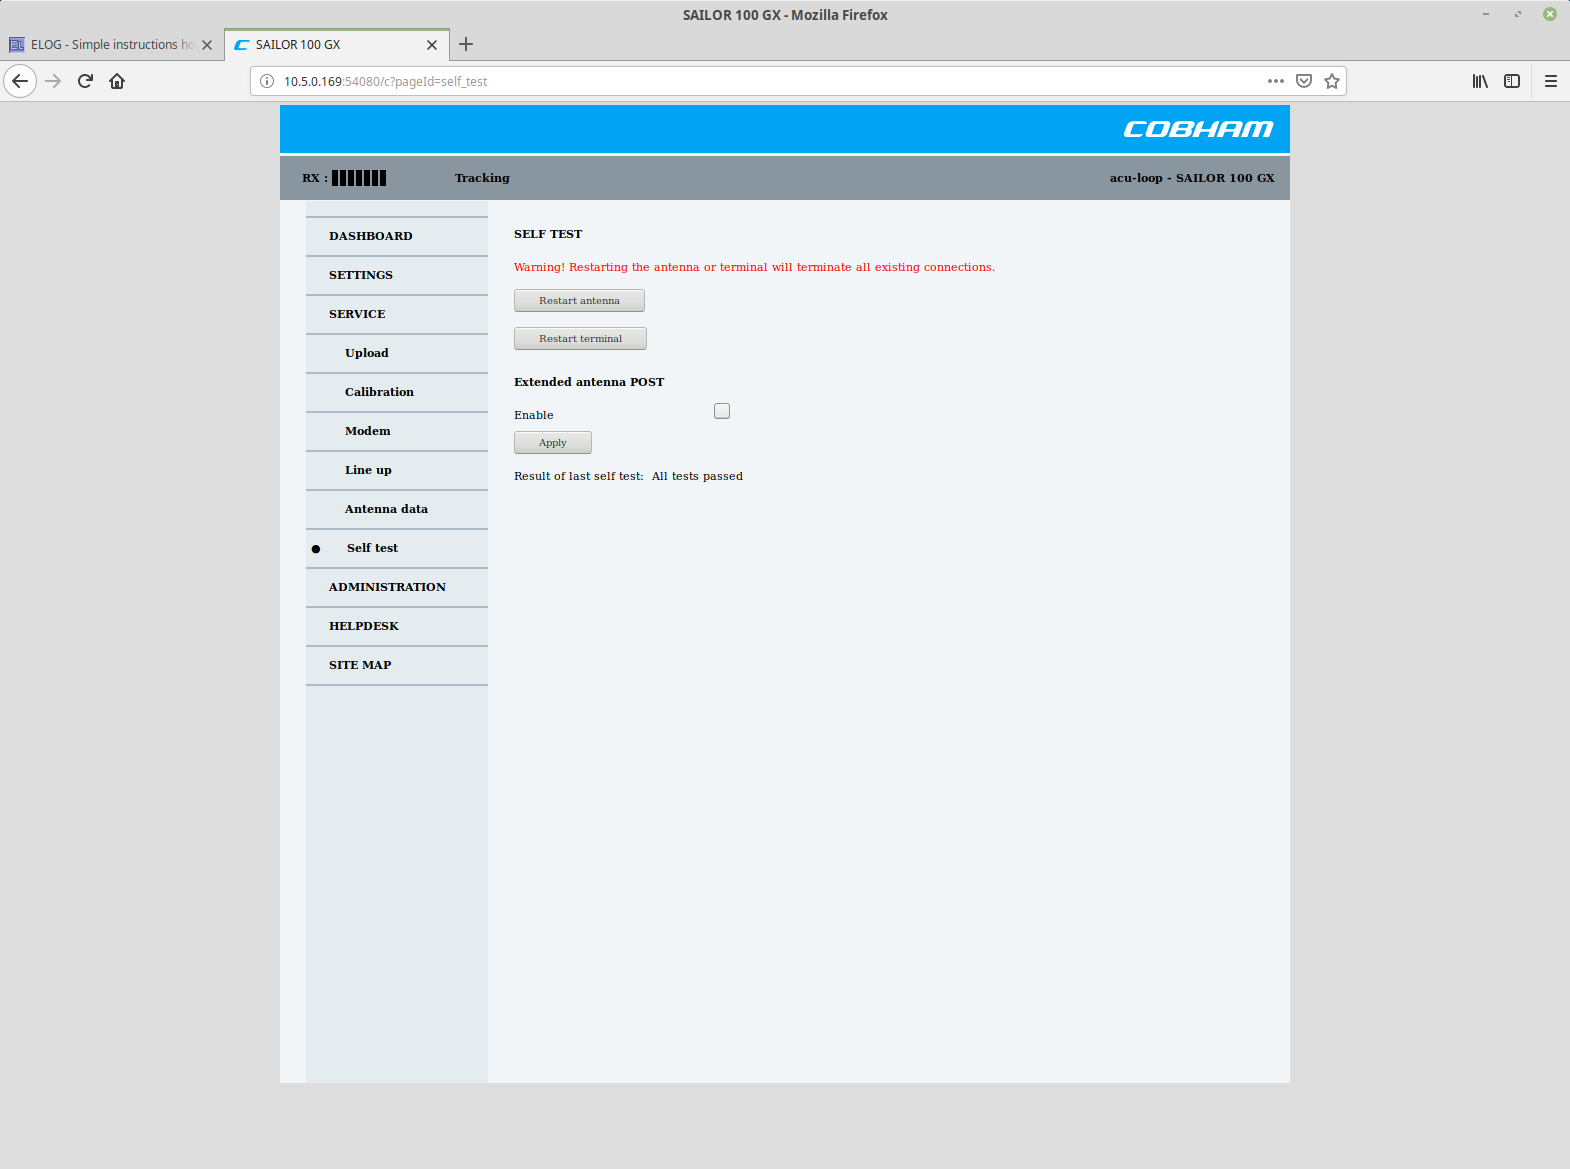 SAILOR 100 GX - Mozilla Firefox
ELOG - Simple instructions ho
SAILOR 100 GX
10.5.0.169:54080/c?pageId=self_test
COBHAM
RX :
Tracking
acu-loop - SAILOR 100 GX
DASHBOARD
SETTINGS
SERVICE
Upload
Calibration
Modem
Line up
Antenna data
Self test
ADMINISTRATION
HELPDESK
SITE MAP
SELF TEST
Warning! Restarting the antenna or terminal will terminate all existing connections.
Restart antenna
Restart terminal
Extended antenna POST
Enable
Apply
Result of last self test: All tests passed